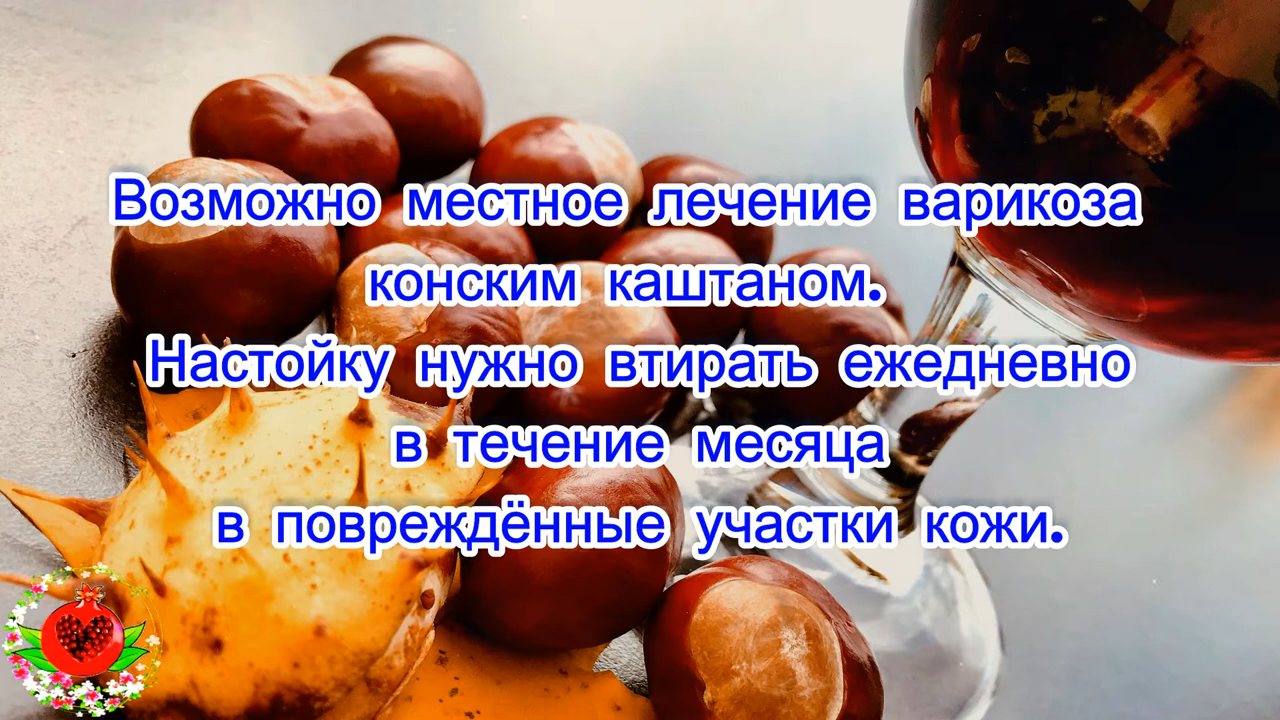 Возможно местное лечение варикоза
конским каштаном.
Настойку нужно втирать ежедневно
в течение месяца
в повреждённые участки кожи.